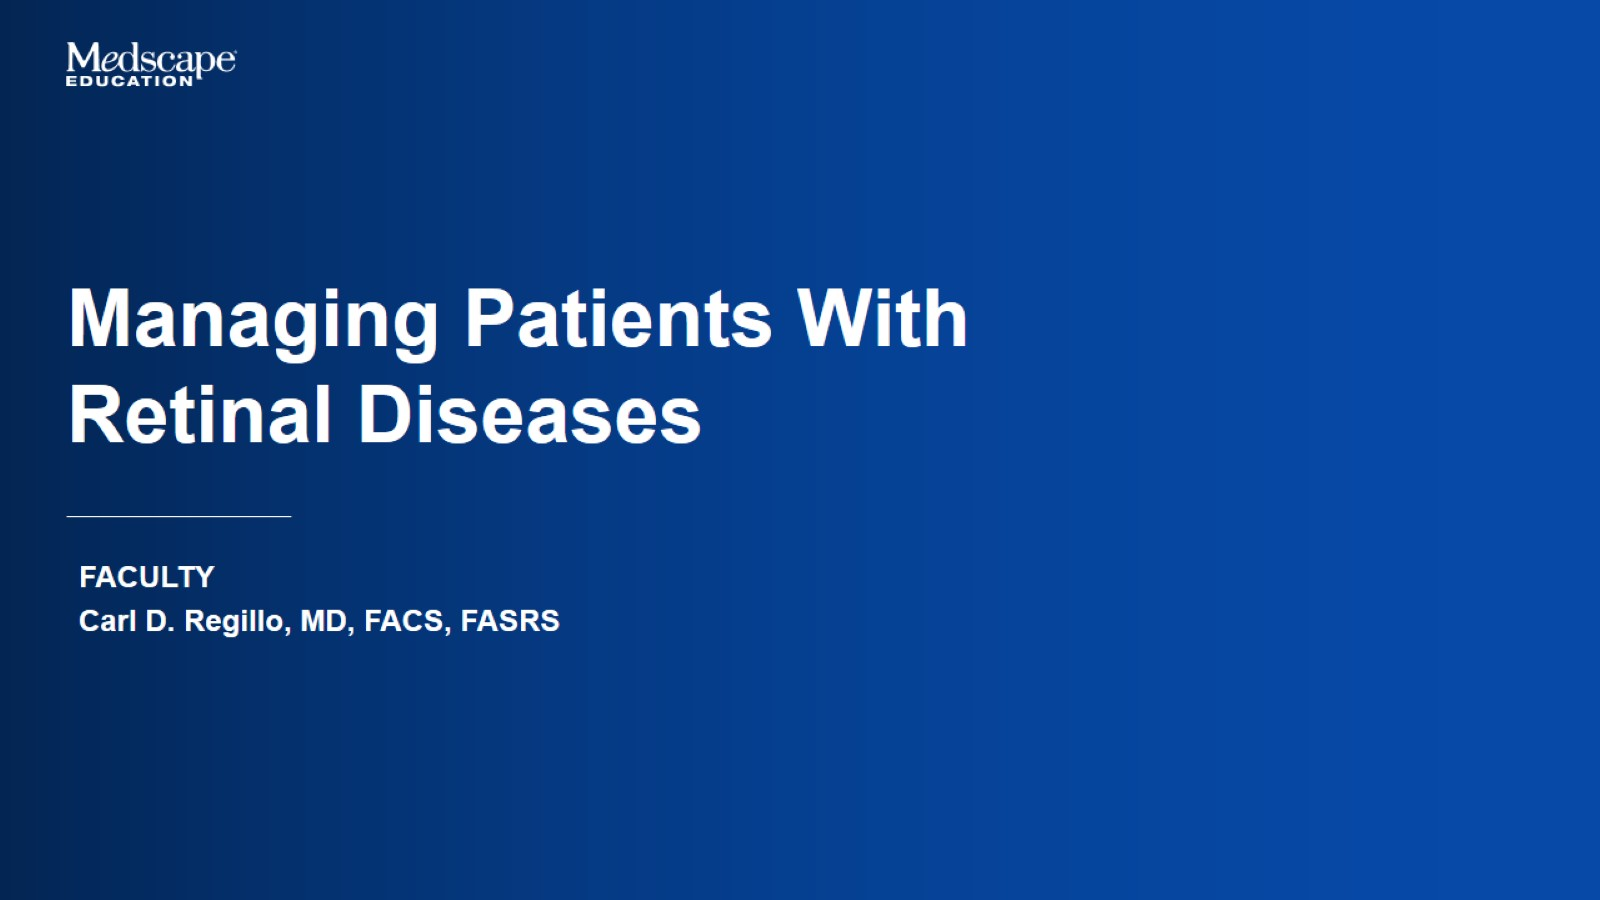 Medscape
EDUCATION
Managing Patients With
Retinal Diseases
FACULTY
Carl D. Regillo, MD, FACS, FASRS